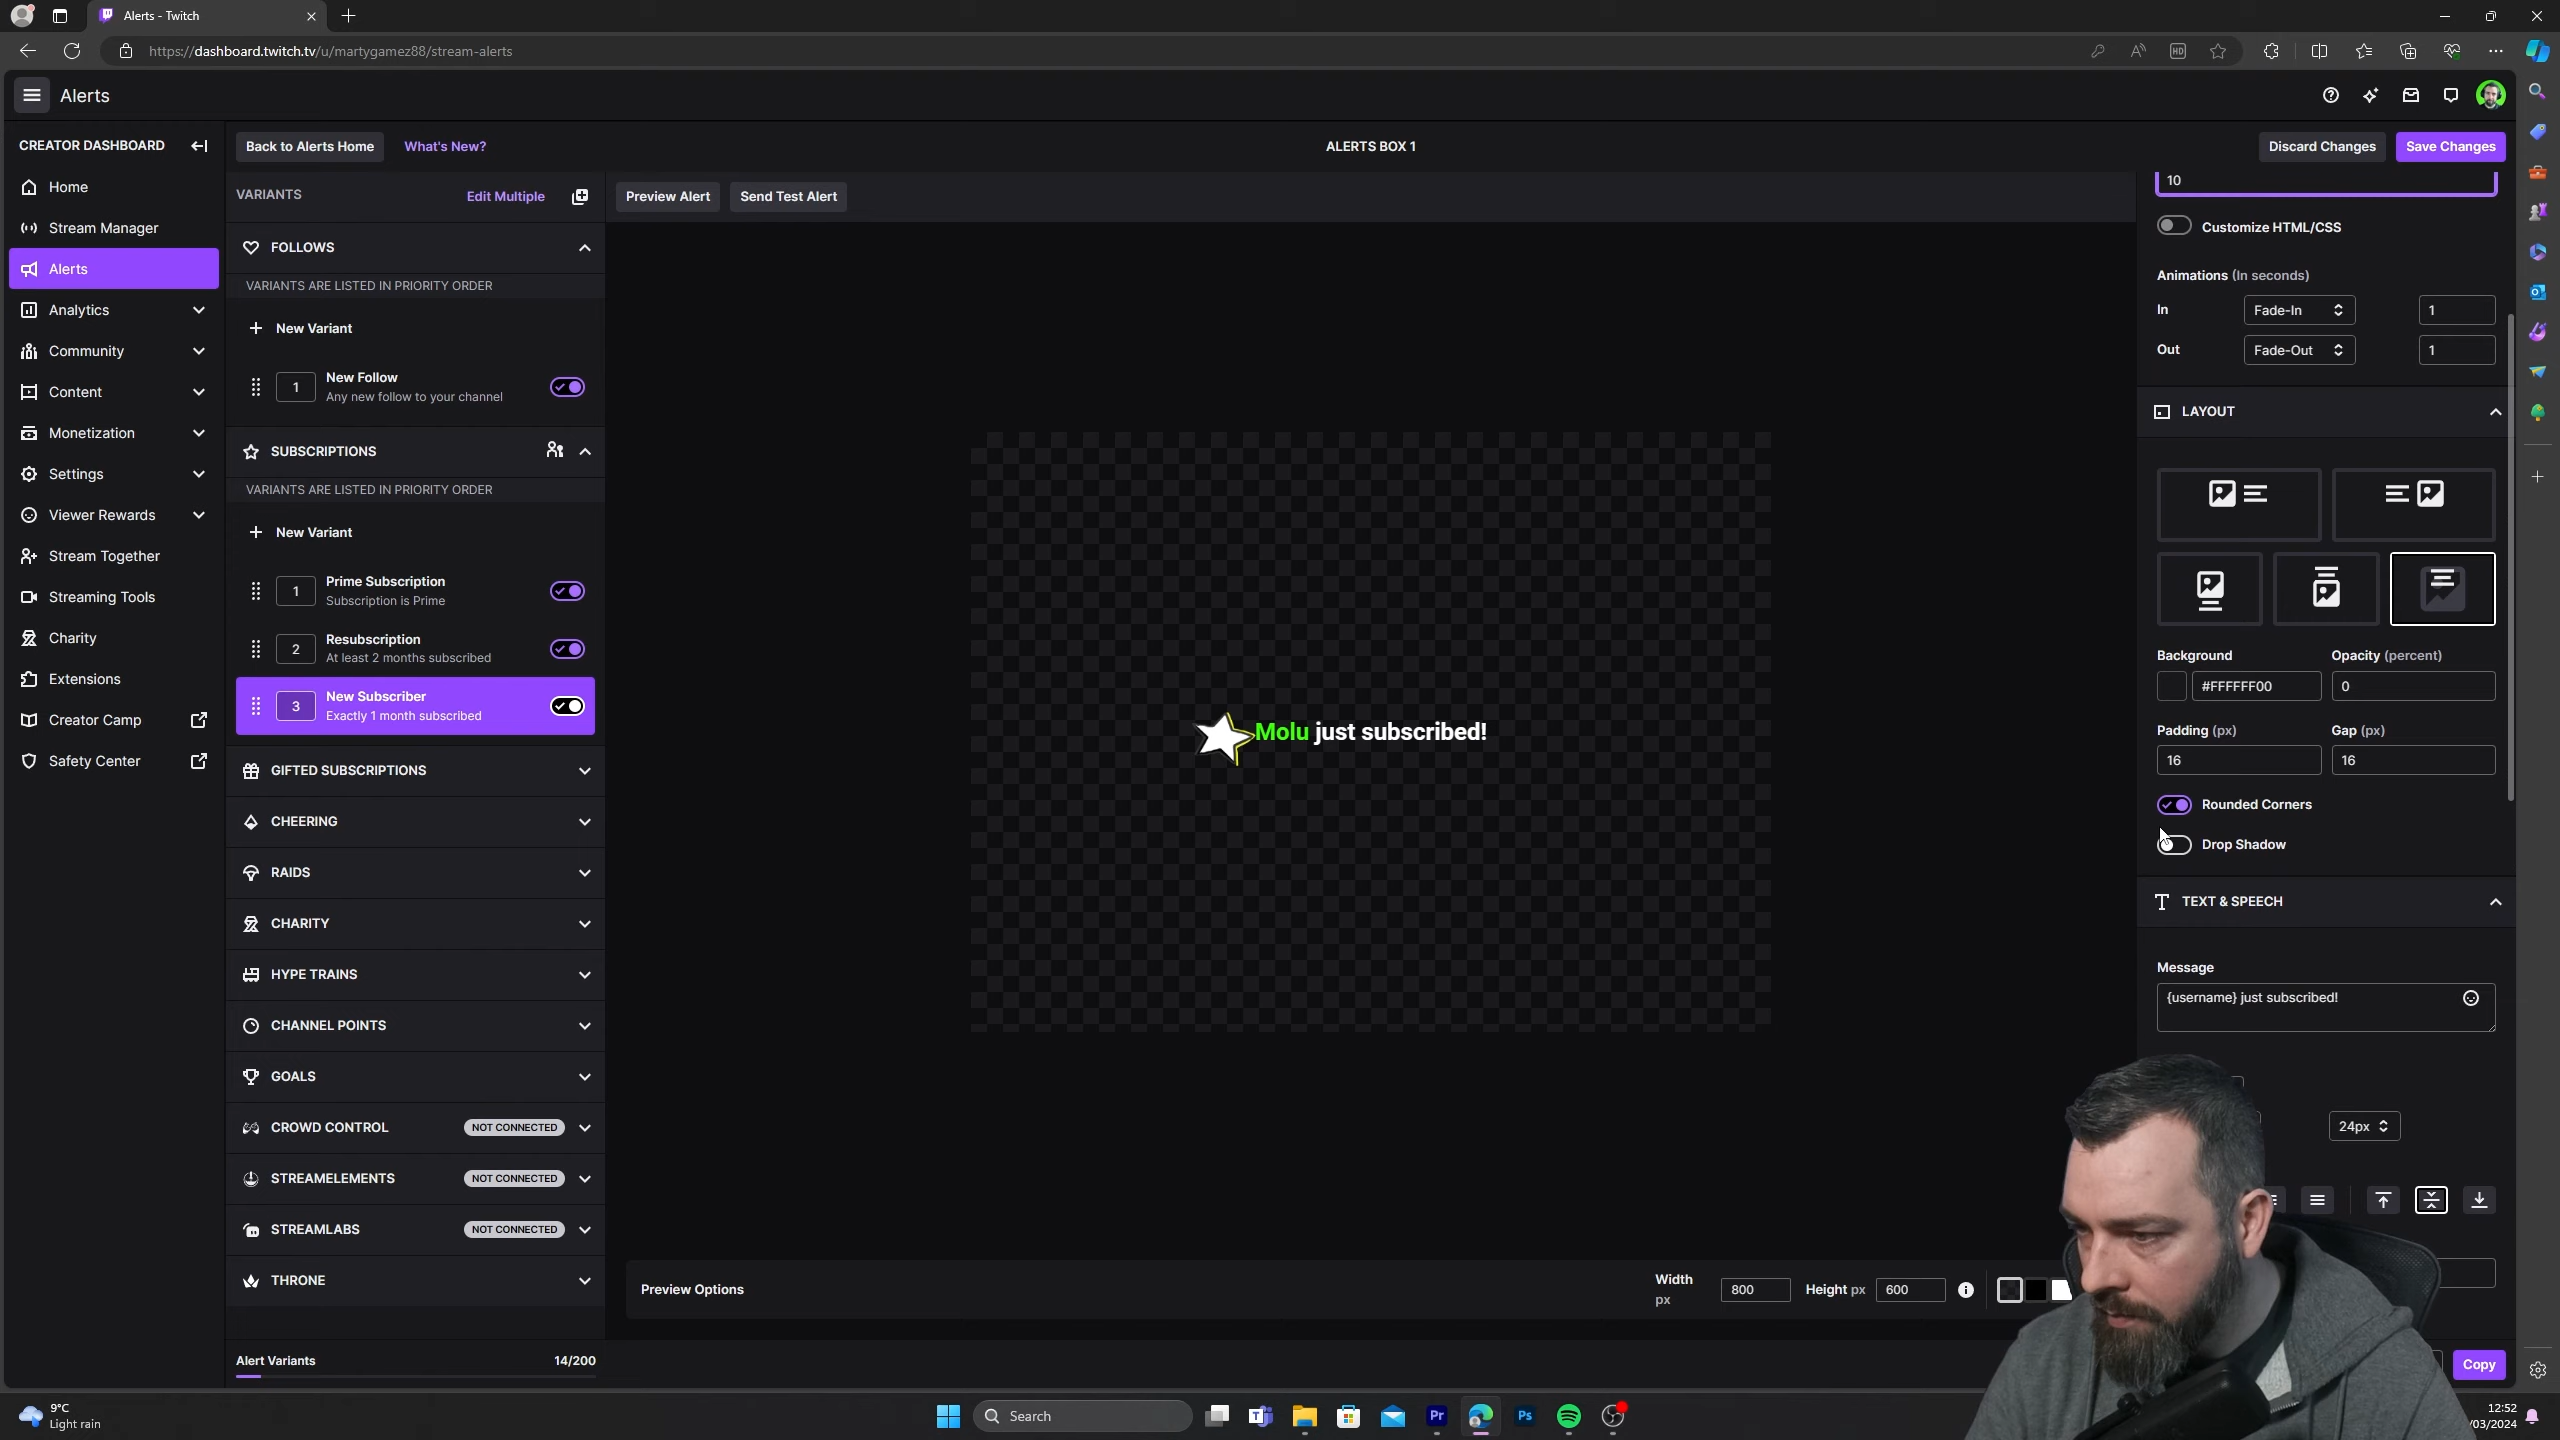 Alerts - Twitch
https://dashboard.twitch.tv/u/martygamez88/stream-alerts
Alerts
CREATOR DASHBOARD
Home
Stream Manager
Alerts
Analytics
Community
Content
Monetization
Settings
Viewer Rewards
Stream Together
Streaming Tools
Charity
Extensions
Creator Camp
Safety Center
Back to Alerts Home
What's New?
ALERTS BOX 1
Discard Changes
Save Changes
VARIANTS
Edit Multiple
FOLLOWS
VARIANTS ARE LISTED IN PRIORITY ORDER
New Variant
1
New Follow
Any new follow to your channel
SUBSCRIPTIONS
VARIANTS ARE LISTED IN PRIORITY ORDER
New Variant
1
Prime Subscription
Subscription is Prime
2
Resubscription
At least 2 months subscribed
3
New Subscriber
Exactly 1 month subscribed
GIFTED SUBSCRIPTIONS
CHEERING
RAIDS
CHARITY
HYPE TRAINS
CHANNEL POINTS
GOALS
CROWD CONTROL NOT CONNECTED
STREAMELEMENTS NOT CONNECTED
STREAMLABS NOT CONNECTED
THRONE
Alert Variants 14/200
Preview Alert
Send Test Alert
Molu just subscribed!
Preview Options
Width px 800
Height px 600
10
Customize HTML/CSS
Animations (In seconds)
In Fade-In 1
Out Fade-Out 1
LAYOUT
Background Opacity (percent)
#FFFFFF00 0
Padding (px) Gap (px)
16 16
Rounded Corners
Drop Shadow
TEXT & SPEECH
Message
{username} just subscribed!
24px
Copy
9°C
Light rain
Search
Pr
Ps
12:52
/03/2024